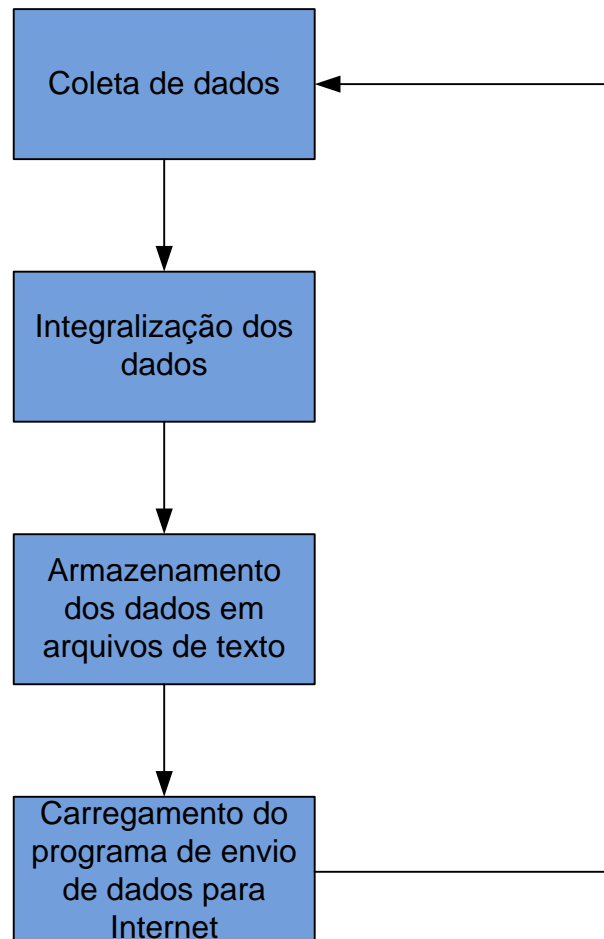 Coleta de dados
Integralização dos
dados
Armazenamento
dos dados em
arquivos de texto
Carregamento do
programa de envio
de dados para
Internet